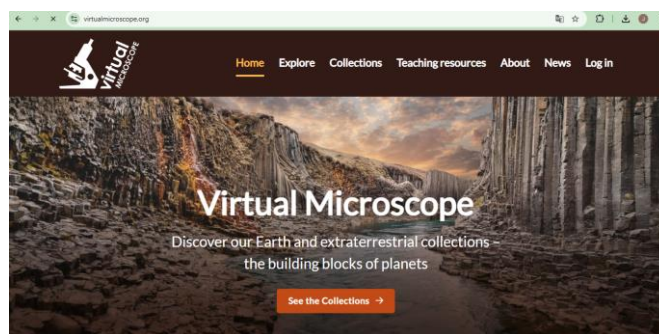 virtualmicroscope.org
virtual
MICROSCOPE
Home Explore Collections Teaching resources About News Log in
Virtual Microscope
Discover our Earth and extraterrestrial collections –
the building blocks of planets
See the Collections →